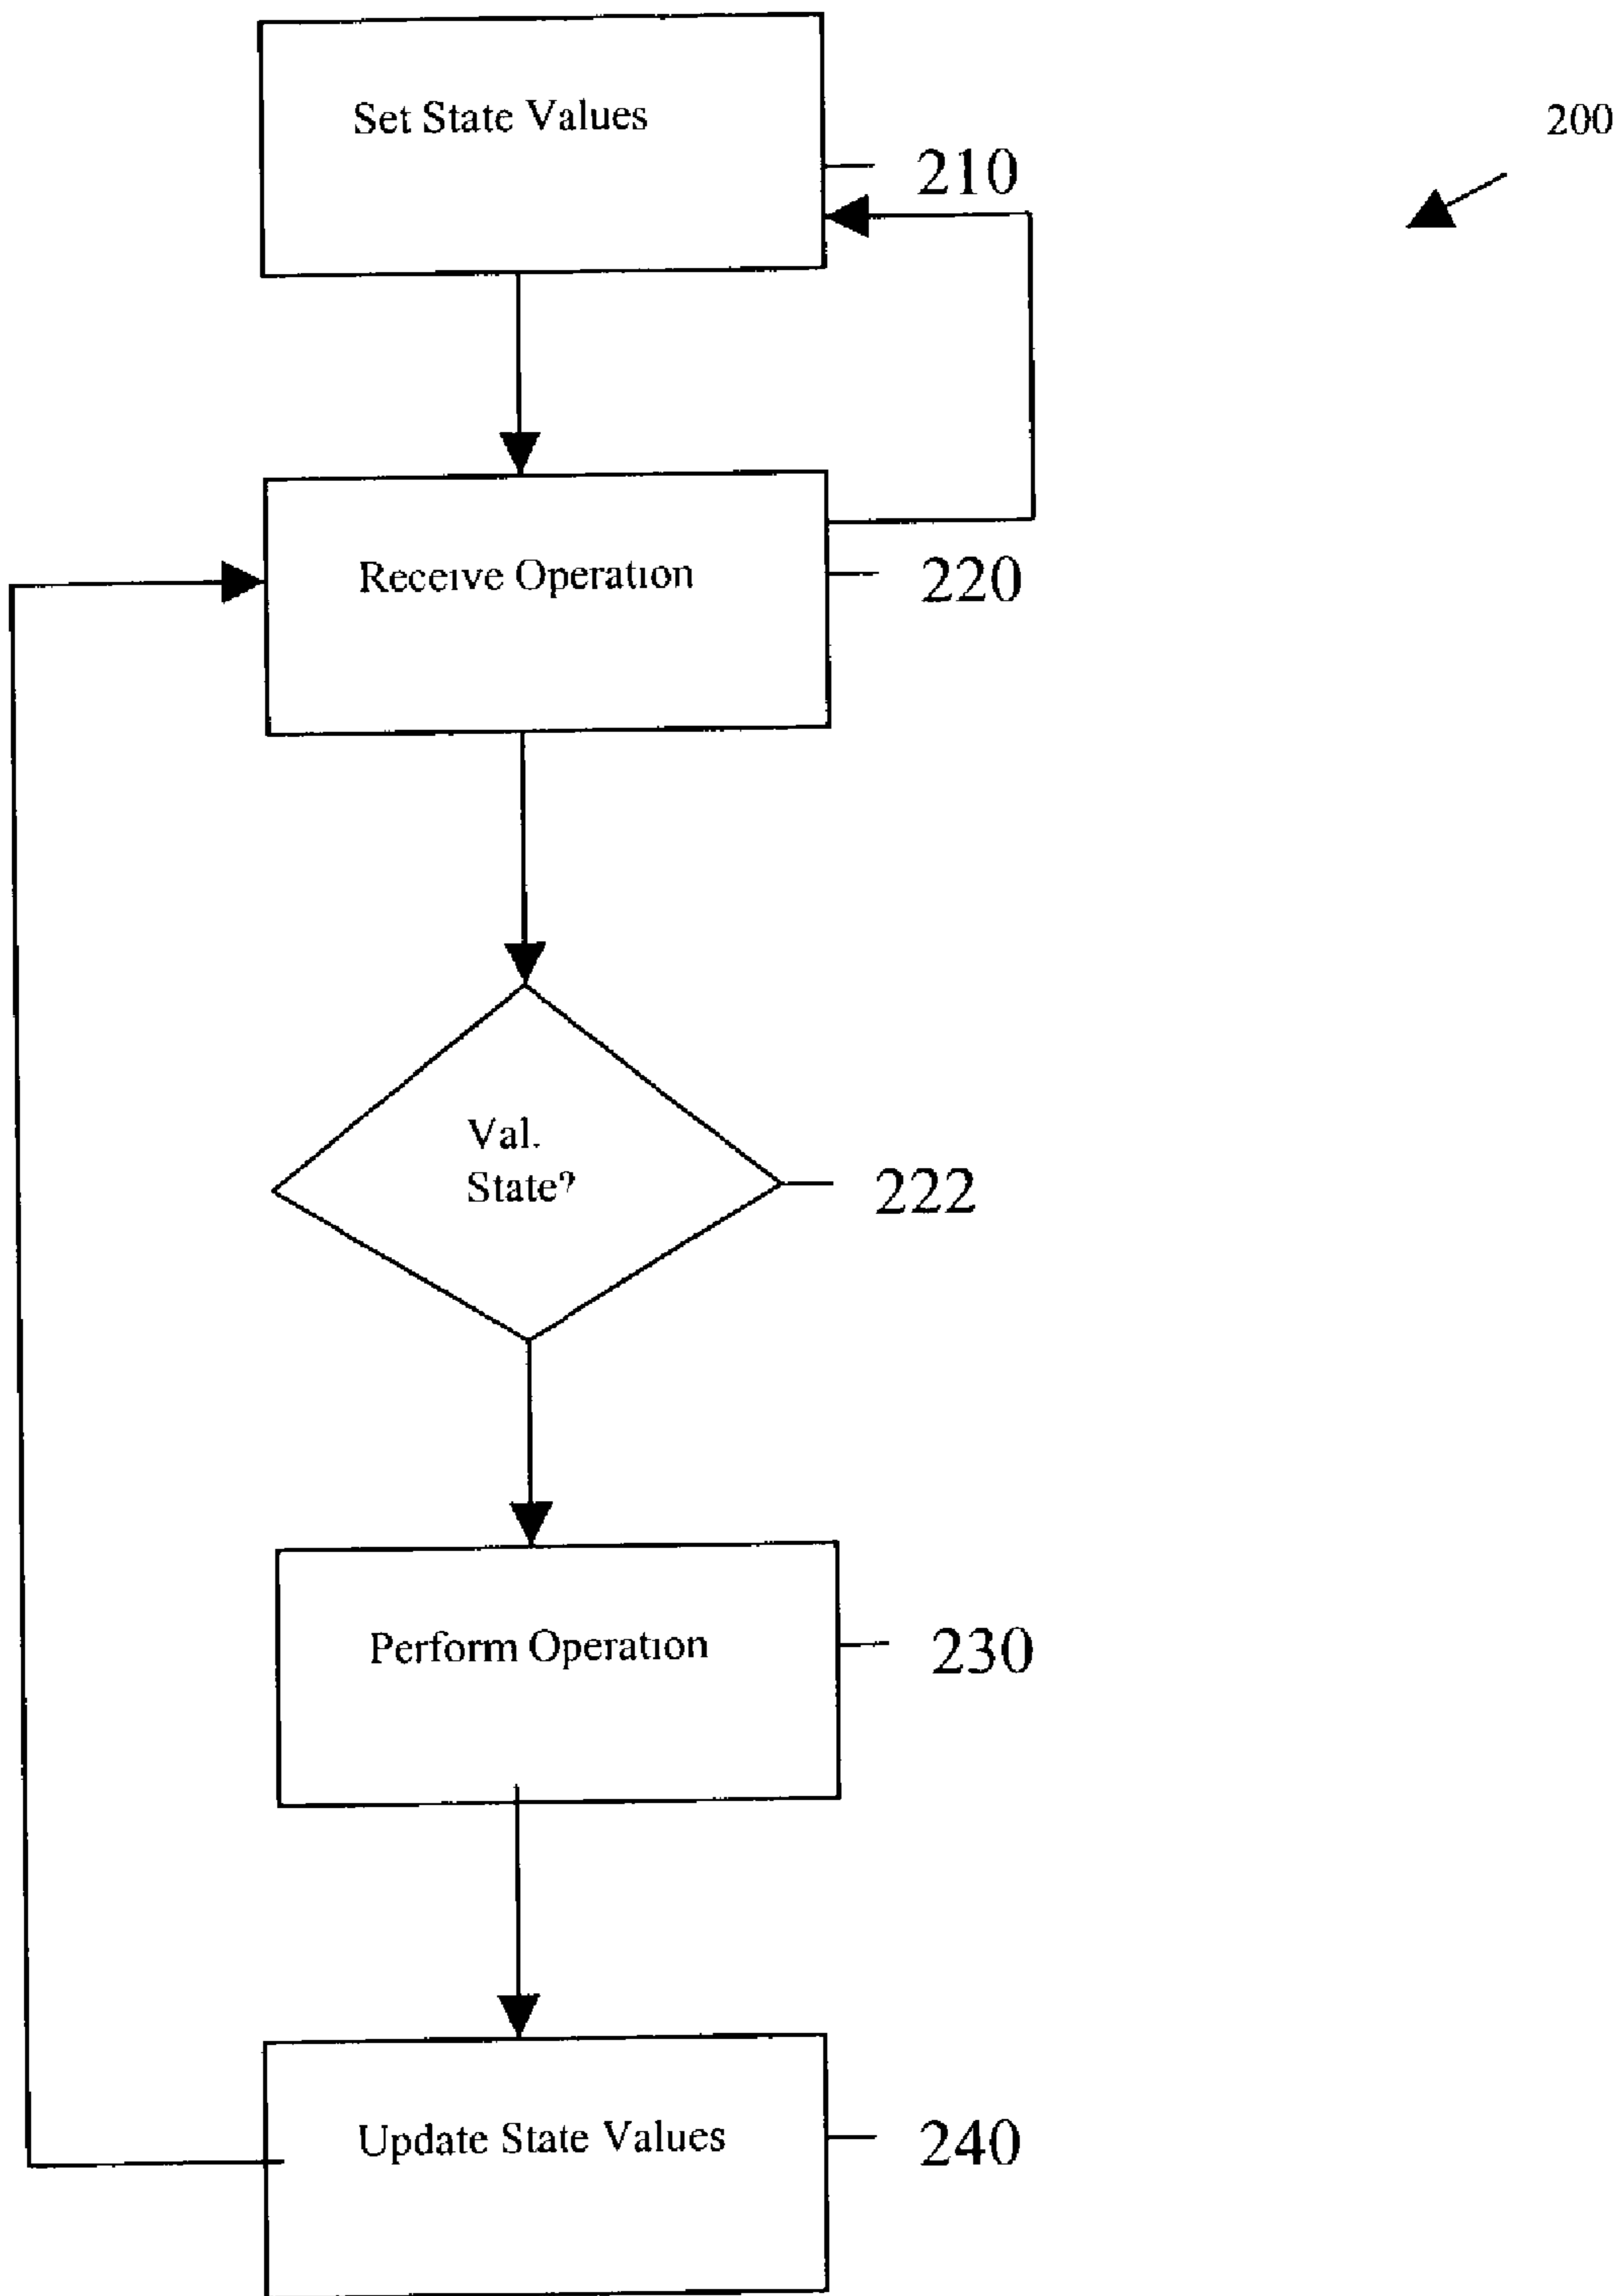 Set State Values
200
210
Receive Operation
220
Val.
State?
222
Perform Operation
230
Update State Values
240